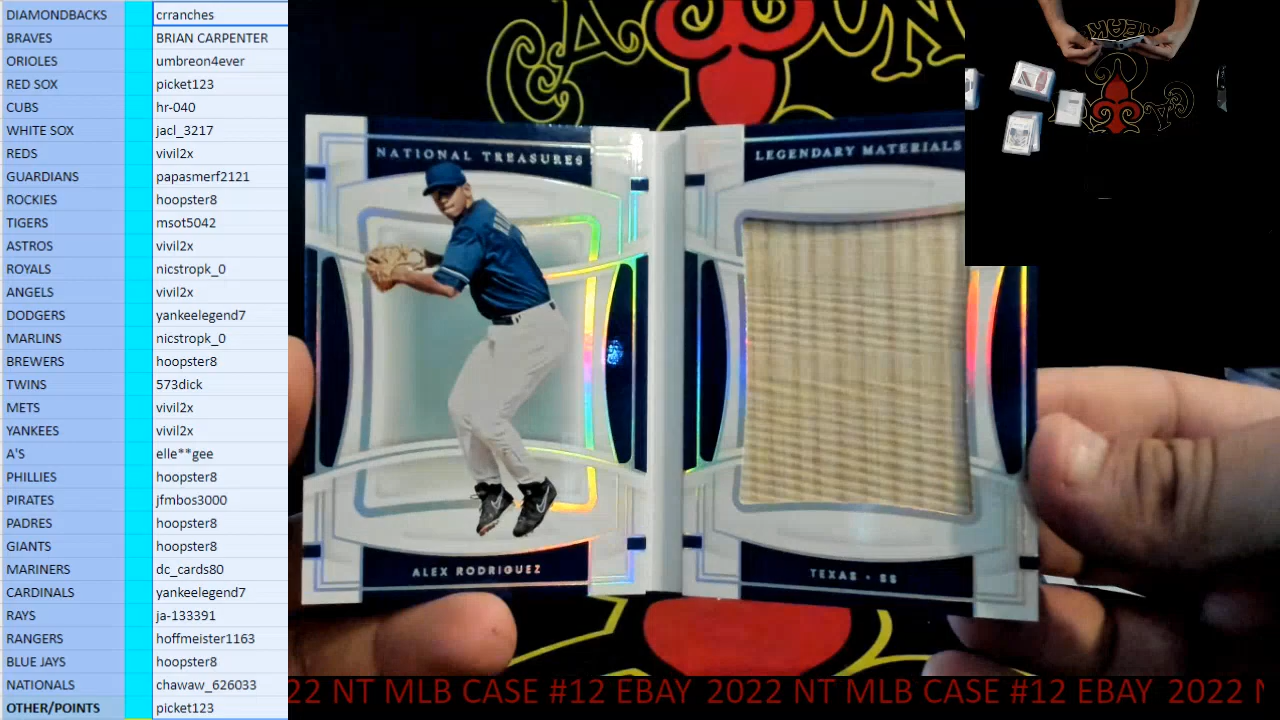 DIAMONDBACKS crranches
BRAVES BRIAN CARPENTER
ORIOLES umbreon4ever
RED SOX picket123
CUBS hr-040
WHITE SOX jacl_3217
REDS vivil2x
GUARDIANS papasmerf2121
ROCKIES hoopster8
TIGERS msot5042
ASTROS vivil2x
ROYALS nicstropk_0
ANGELS vivil2x
DODGERS yankeelegend7
MARLINS nicstropk_0
BREWERS hoopster8
TWINS 573dick
METS vivil2x
YANKEES vivil2x
A'S elle**gee
PHILLIES hoopster8
PIRATES jfmbos3000
PADRES hoopster8
GIANTS hoopster8
MARINERS dc_cards80
CARDINALS yankeelegend7
RAYS ja-133391
RANGERS hoffmeister1163
BLUE JAYS hoopster8
NATIONALS chawaw_626033
OTHER/POINTS picket123
NATIONAL TREASURES
ALEX RODRIGUEZ
LEGENDARY MATERIALS
TEXAS • SS
22 NT MLB CASE #12 EBAY 2022 NT MLB CASE #12 EBAY 2022 N